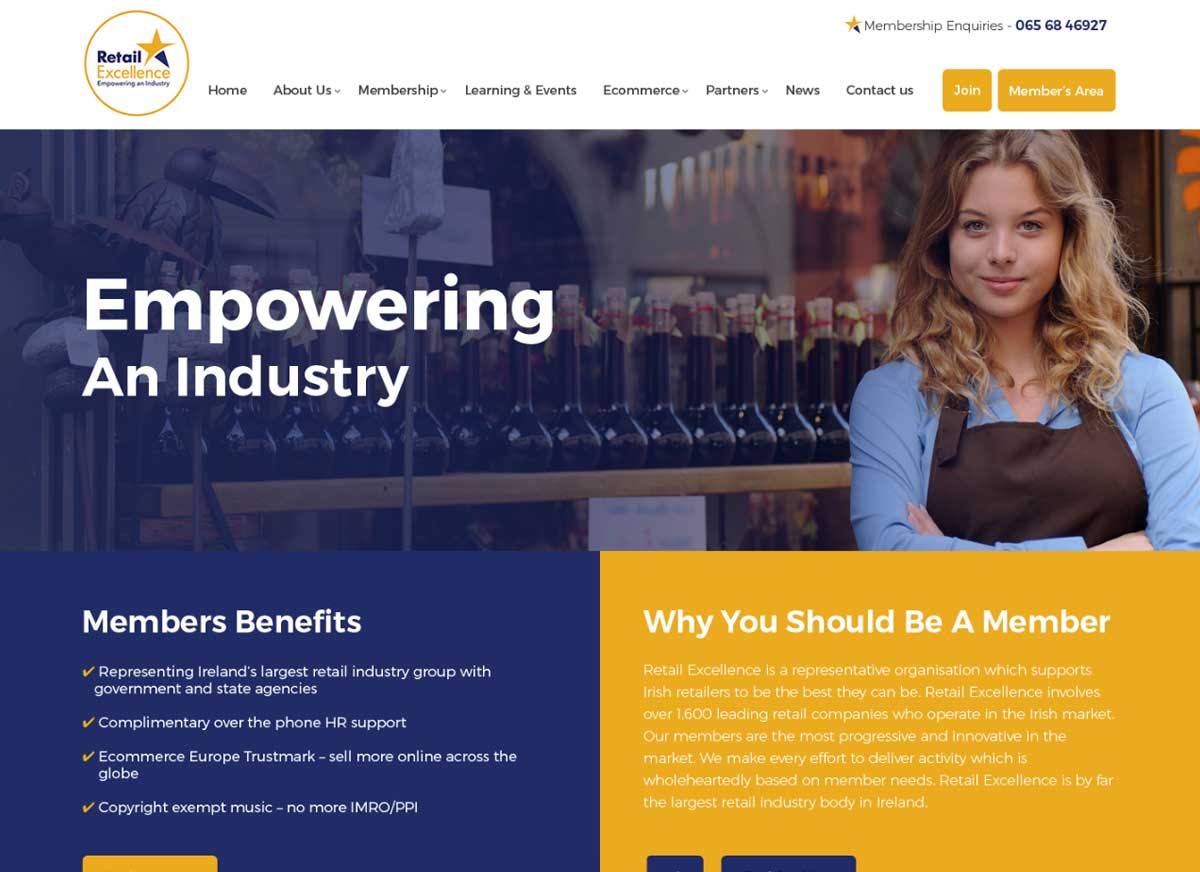 Membership Enquiries - 065 68 46927
Retail
Excellence
Empowering an Industry
Home About Us Membership Learning & Events Ecommerce Partners News Contact us Join Member's Area
Empowering
An Industry
Members Benefits
✔ Representing Ireland's largest retail industry group with
government and state agencies
✔ Complimentary over the phone HR support
✔ Ecommerce Europe Trustmark – sell more online across the
globe
✔ Copyright exempt music – no more IMRO/PPI
Why You Should Be A Member
Retail Excellence is a representative organisation which supports
Irish retailers to be the best they can be. Retail Excellence involves
over 1,600 leading retail companies who operate in the Irish market.
Our members are the most progressive and innovative in the
market. We make every effort to deliver activity which is
wholeheartedly based on member needs. Retail Excellence is by far
the largest retail industry body in Ireland.